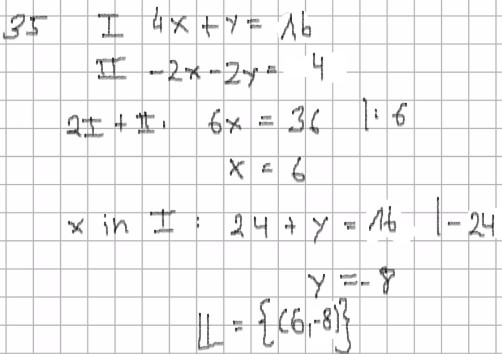 35 I 4x + y = 16
II -2x - 2y = 4
2I + II: 6x = 36 |: 6
x = 6
x in I: 24 + y = 16 |-24
y = -8
𝕃 = {(6,-8)}